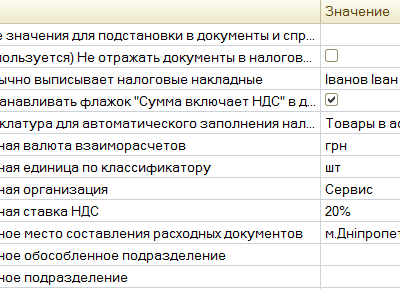 Значение
е значения для подстановки в документы и спр...
пользуется) Не отражать документы в налогов...
ычно выписывает налоговые накладные Іванов Іван
анавливать флажок "Сумма включает НДС" в д...
клатура для автоматического заполнения нал... Товары в ас
ная валюта взаиморасчетов грн
ная единица по классификатору шт
ная организация Сервис
ная ставка НДС 20%
ное место составления расходных документов м.Дніпропет
ное обособленное подразделение
ное подразделение